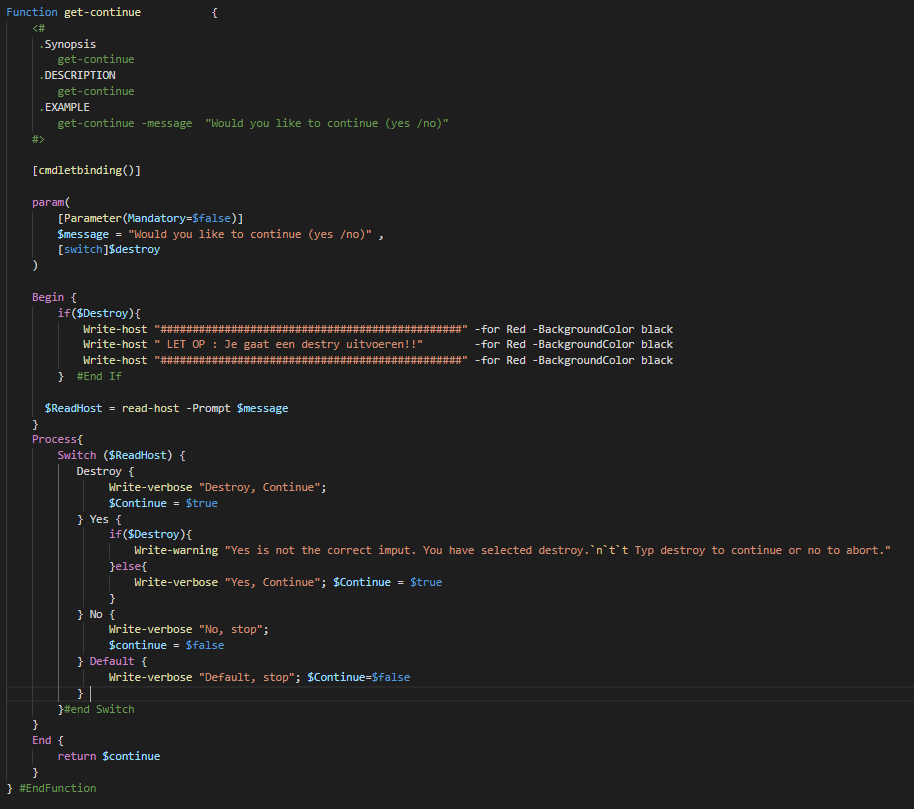 Function get-continue {
<#
.Synopsis
get-continue
.DESCRIPTION
get-continue
.EXAMPLE
get-continue -message "Would you like to continue (yes /no)"
#>
[cmdletbinding()]
param(
[Parameter(Mandatory=$false)]
$message = "Would you like to continue (yes /no)" ,
[switch]$destroy
)
Begin {
if($Destroy){
Write-host "###############################################" -for Red -BackgroundColor black
Write-host " LET OP : Je gaat een destry uitvoeren!!" -for Red -BackgroundColor black
Write-host "###############################################" -for Red -BackgroundColor black
} #End If
$ReadHost = read-host -Prompt $message
}
Process{
Switch ($ReadHost) {
Destroy {
Write-verbose "Destroy, Continue";
$Continue = $true
} Yes {
if($Destroy){
Write-warning "Yes is not the correct imput. You have selected destroy.`n`t`t Typ destroy to continue or no to abort."
}else{
Write-verbose "Yes, Continue"; $Continue = $true
}
} No {
Write-verbose "No, stop";
$continue = $false
} Default {
Write-verbose "Default, stop"; $Continue=$false
}
}#end Switch
}
End {
return $continue
}
} #EndFunction